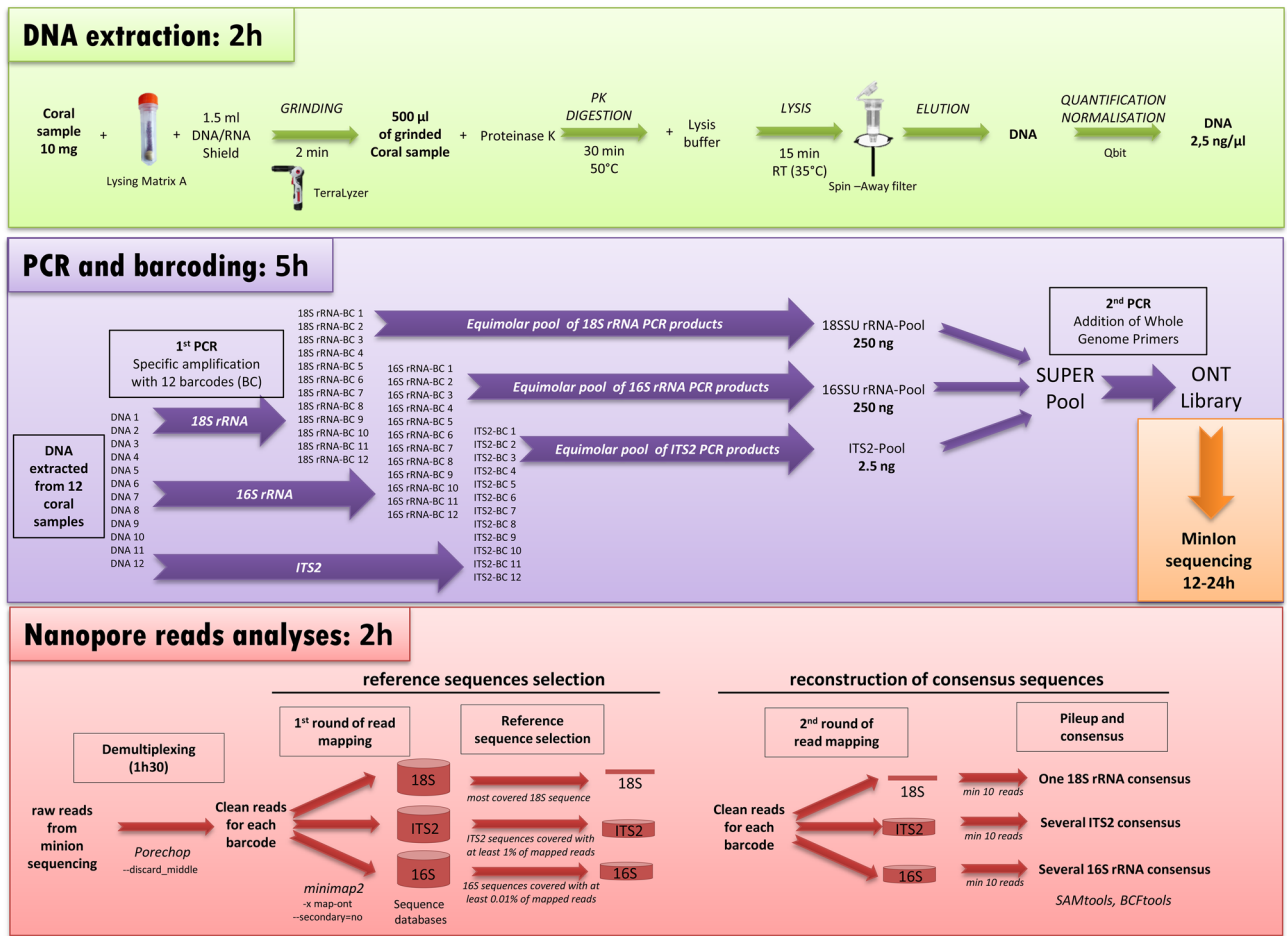 DNA extraction: 2h
Coral
sample
10 mg
+
Lysing Matrix A
+
1.5 ml
DNA/RNA
Shield
GRINDING
2 min
TerraLyzer
500 µl
of grinded
Coral sample
+
Proteinase K
PK
DIGESTION
30 min
50°C
+
Lysis
buffer
LYSIS
15 min
RT (35°C)
Spin –Away filter
ELUTION
DNA
QUANTIFICATION
NORMALISATION
Qbit
DNA
2,5 ng/µl
PCR and barcoding: 5h
DNA
extracted
from 12
coral
samples
DNA 1
DNA 2
DNA 3
DNA 4
DNA 5
DNA 6
DNA 7
DNA 8
DNA 9
DNA 10
DNA 11
DNA 12
1st PCR
Specific amplification
with 12 barcodes (BC)
18S rRNA
16S rRNA
ITS2
18S rRNA-BC 1
18S rRNA-BC 2
18S rRNA-BC 3
18S rRNA-BC 4
18S rRNA-BC 5
18S rRNA-BC 6
18S rRNA-BC 7
18S rRNA-BC 8
18S rRNA-BC 9
18S rRNA-BC 10
18S rRNA-BC 11
18S rRNA-BC 12
16S rRNA-BC 1
16S rRNA-BC 2
16S rRNA-BC 3
16S rRNA-BC 4
16S rRNA-BC 5
16S rRNA-BC 6
16S rRNA-BC 7
16S rRNA-BC 8
16S rRNA-BC 9
16S rRNA-BC 10
16S rRNA-BC 11
16S rRNA-BC 12
ITS2-BC 1
ITS2-BC 2
ITS2-BC 3
ITS2-BC 4
ITS2-BC 5
ITS2-BC 6
ITS2-BC 7
ITS2-BC 8
ITS2-BC 9
ITS2-BC 10
ITS2-BC 11
ITS2-BC 12
Equimolar pool of 18S rRNA PCR products
Equimolar pool of 16S rRNA PCR products
Equimolar pool of ITS2 PCR products
18SSU rRNA-Pool
250 ng
16SSU rRNA-Pool
250 ng
ITS2-Pool
2.5 ng
2nd PCR
Addition of Whole
Genome Primers
SUPER
Pool
ONT
Library
MinIon
sequencing
12-24h
Nanopore reads analyses: 2h
reference sequences selection
raw reads
from
minion
sequencing
Demultiplexing
(1h30)
Porechop
--discard_middle
Clean reads
for each
barcode
1st round of read
mapping
minimap2
-x map-ont
--secondary=no
18S
ITS2
16S
Sequence
databases
Reference
sequence selection
most covered 18S sequence
18S
ITS2 sequences covered with
at least 1% of mapped reads
ITS2
16S sequences covered with at
least 0.01% of mapped reads
16S
reconstruction of consensus sequences
Clean reads
for each
barcode
2nd round of
read mapping
18S
ITS2
16S
Pileup and
consensus
min 10 reads
One 18S rRNA consensus
min 10 reads
Several ITS2 consensus
min 10 reads
Several 16S rRNA consensus
SAMtools, BCFtools